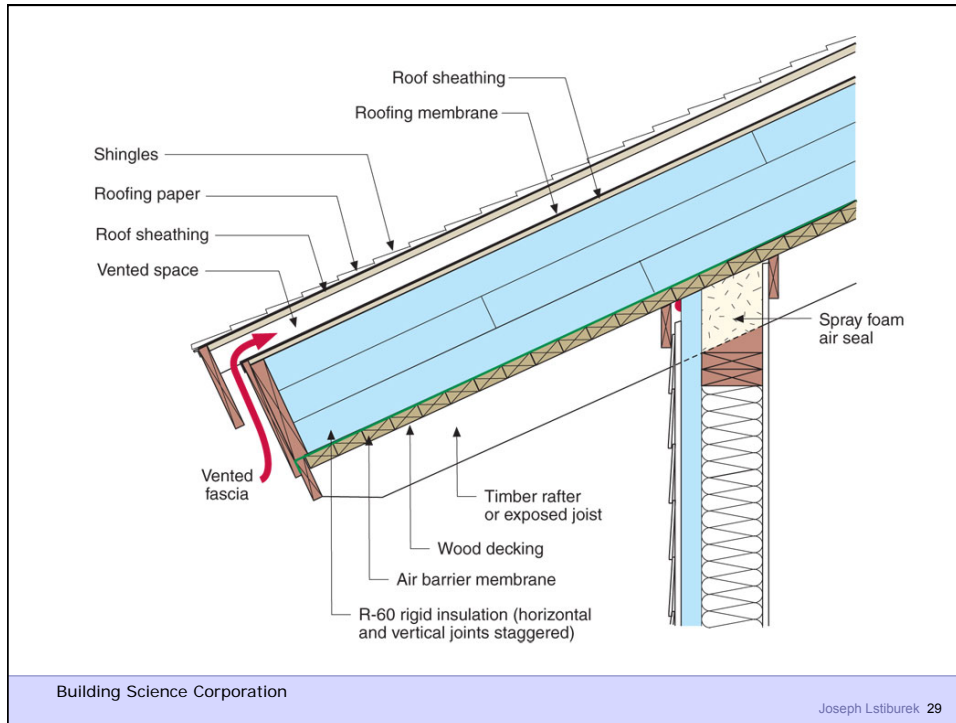 Roof sheathing
Roofing membrane
Shingles
Roofing paper
Roof sheathing
Vented space
Spray foam
air seal
Vented
fascia
Timber rafter
or exposed joist
Wood decking
Air barrier membrane
R-60 rigid insulation (horizontal
and vertical joints staggered)
Building Science Corporation
Joseph Lstiburek 29